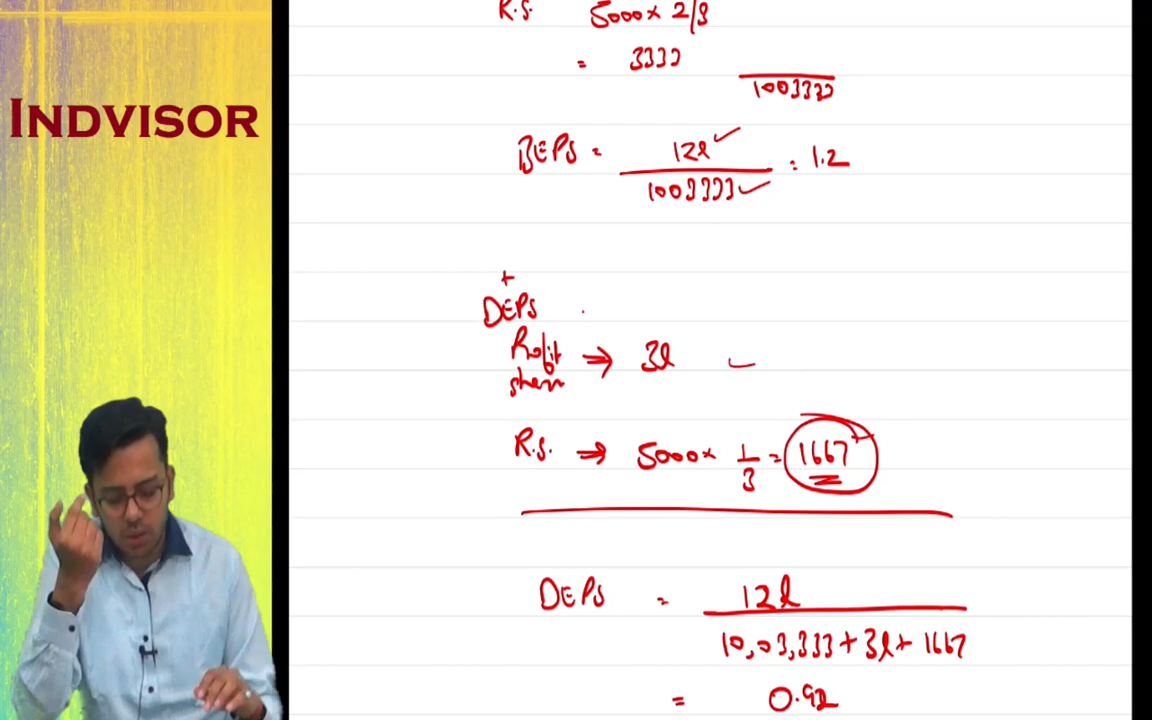 INDVISOR
R.S. 5000 x 2/3
= 3333
1003333
BEPS = 12l / 1003333 = 1.2
+
DEPS
Profit → 3l
R.S. → 5000 x 1/3 = 1667
DEPS = 12l / 10,03,333 + 3l + 1667
= 0.92